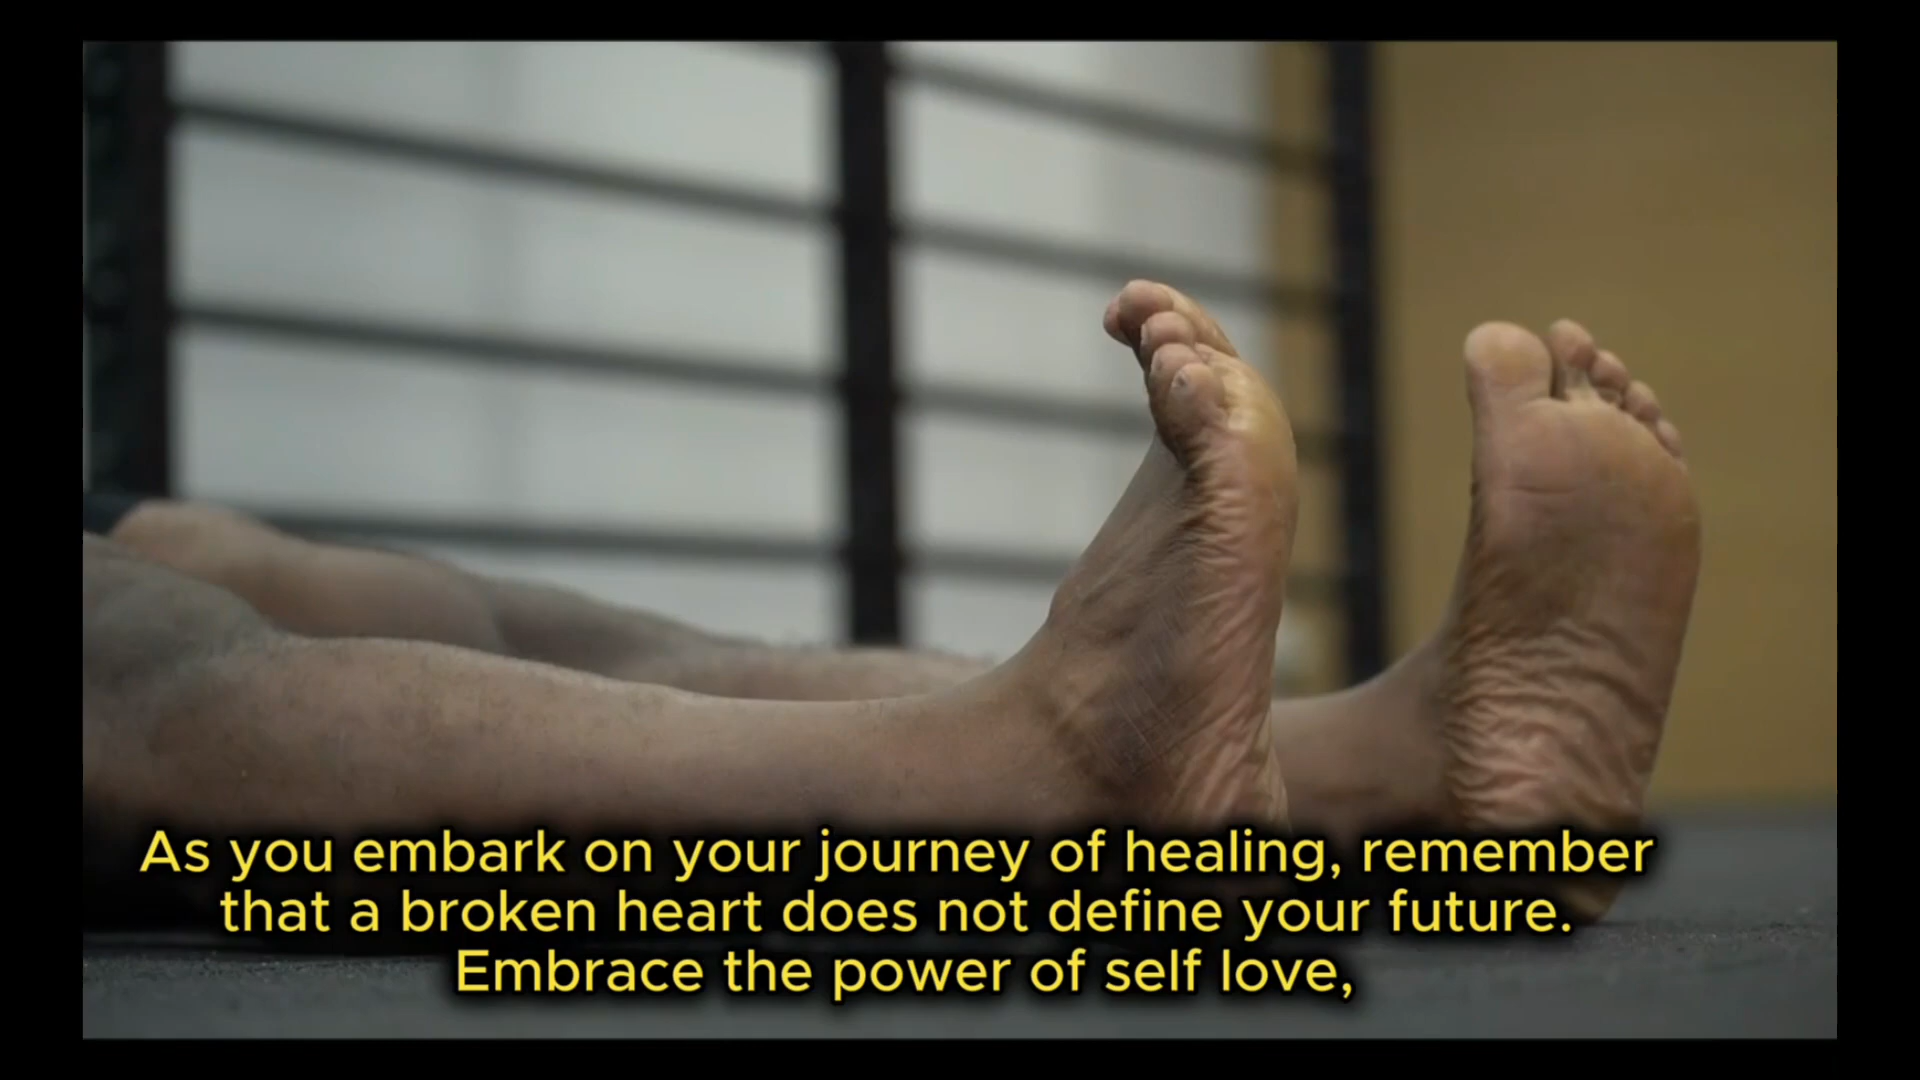 As you embark on your journey of healing, remember
that a broken heart does not define your future.
Embrace the power of self love,